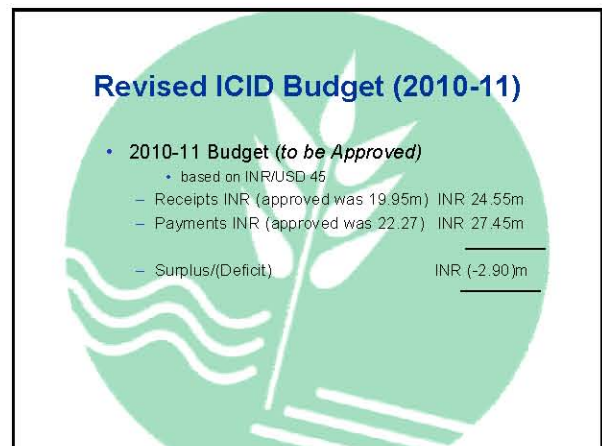 Revised ICID Budget (2010-11)
• 2010-11 Budget (to be Approved)
• based on INR/USD 45
– Receipts INR (approved was 19.95m) INR 24.55m
– Payments INR (approved was 22.27) INR 27.45m
– Surplus/(Deficit) INR (-2.90)m